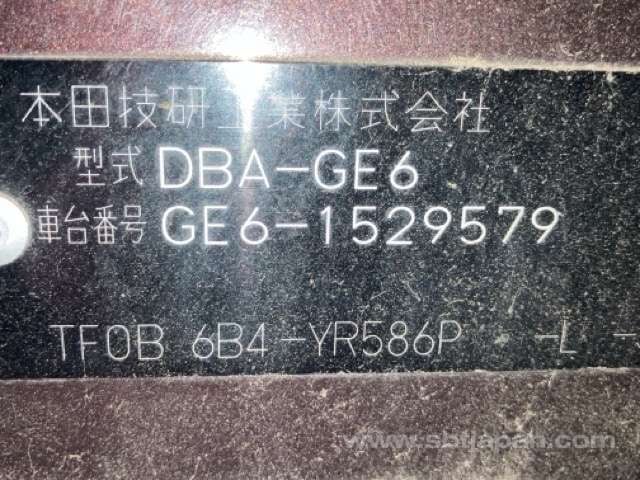 本田技研工業株式会社
型式 DBA-GE6
車台番号 GE6-1529579
TF0B 6B4-YR586P -L -
www.sbtjapan.com